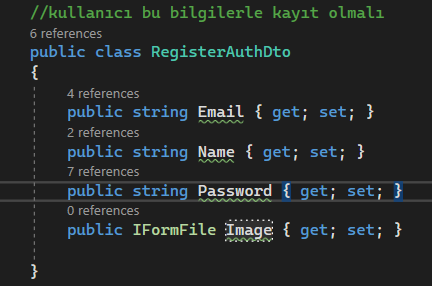 //kullanıcı bu bilgilerle kayıt olmalı
6 references
public class RegisterAuthDto
{
4 references
public string Email { get; set; }
2 references
public string Name { get; set; }
7 references
public string Password { get; set; }
0 references
public IFormFile Image { get; set; }
}